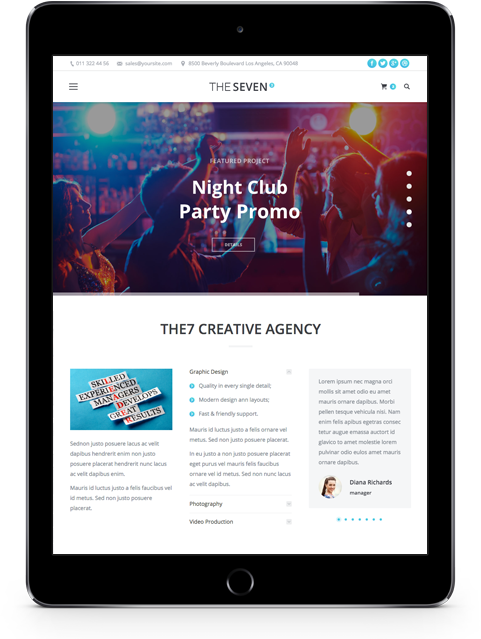 011 322 44 56 sales@yoursite.com 8500 Beverly Boulevard Los Angeles, CA 90048
THE SEVEN
FEATURED PROJECT
Night Club
Party Promo
DETAILS
THE7 CREATIVE AGENCY
SKILLED
EXPERIENCED
MANAGERS
DEVELOPS
GREAT
RESULTS
Sednon justo posuere lacus ac velit
dapibus hendrerit enim non justo
posuere placerat hendrerit nunc lacus
ac velit dapibus enim.
Mauris id luctus justo a felis faucibus vel
id metus. Sed non justo posuere
placerat.
Graphic Design
Quality in every single detail;
Modern design ann layouts;
Fast & friendly support.
Mauris id luctus justo a felis ornare vel
metus. Sed non justo posuere placerat.
In eu justo a non justo posuere placerat
eget purus vel mauris felis faucibus
ornare vel id metus. Sed non nunc lacus
ac velit dapibus.
Photography
Video Production
Lorem ipsum nec magna orci
mollis sit amet odio eu amet
mauris ornare dapibus. Morbi
pellen tesque vehicula nisi. Nam
enim felis apibus egetras consec
tetur augue emassa auctor id
glavico to amet molestie lorem
pulvinar odio eulos amet mauris
ornare dapibus.
Diana Richards
manager